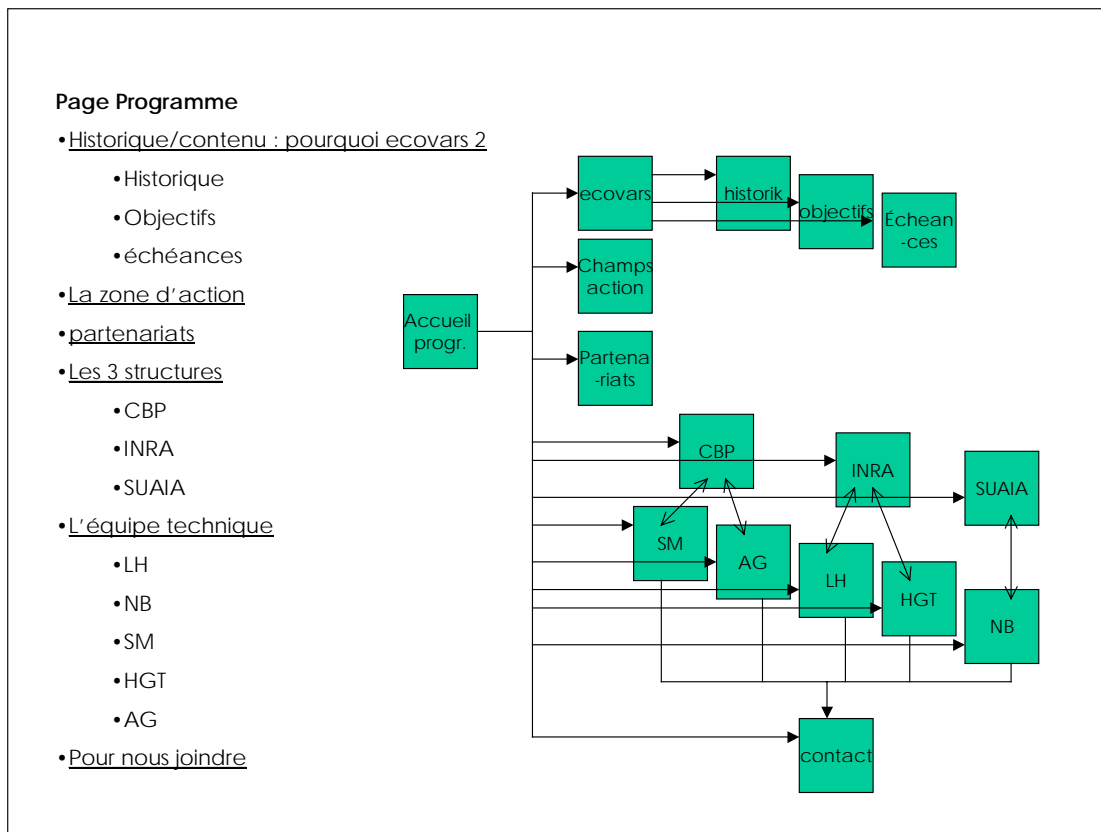 Page Programme
•Historique/contenu : pourquoi ecovars 2
•Historique
•Objectifs
•échéances
•La zone d'action
•partenariats
•Les 3 structures
•CBP
•INRA
•SUAIA
•L'équipe technique
•LH
•NB
•SM
•HGT
•AG
•Pour nous joindre
Accueil
progr.
ecovars
historik
objectifs
Échean
-ces
Champs
action
Partena
-riats
CBP
INRA
SUAIA
SM
AG
LH
HGT
NB
contact